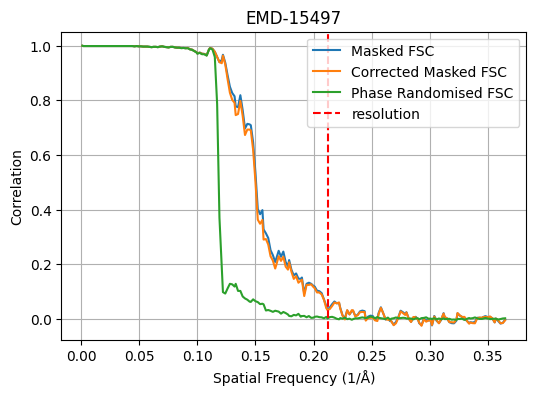 EMD-15497
Masked FSC
Corrected Masked FSC
Phase Randomised FSC
resolution
Correlation
1.0
0.8
0.6
0.4
0.2
0.0
0.00 0.05 0.10 0.15 0.20 0.25 0.30 0.35
Spatial Frequency (1/Å)